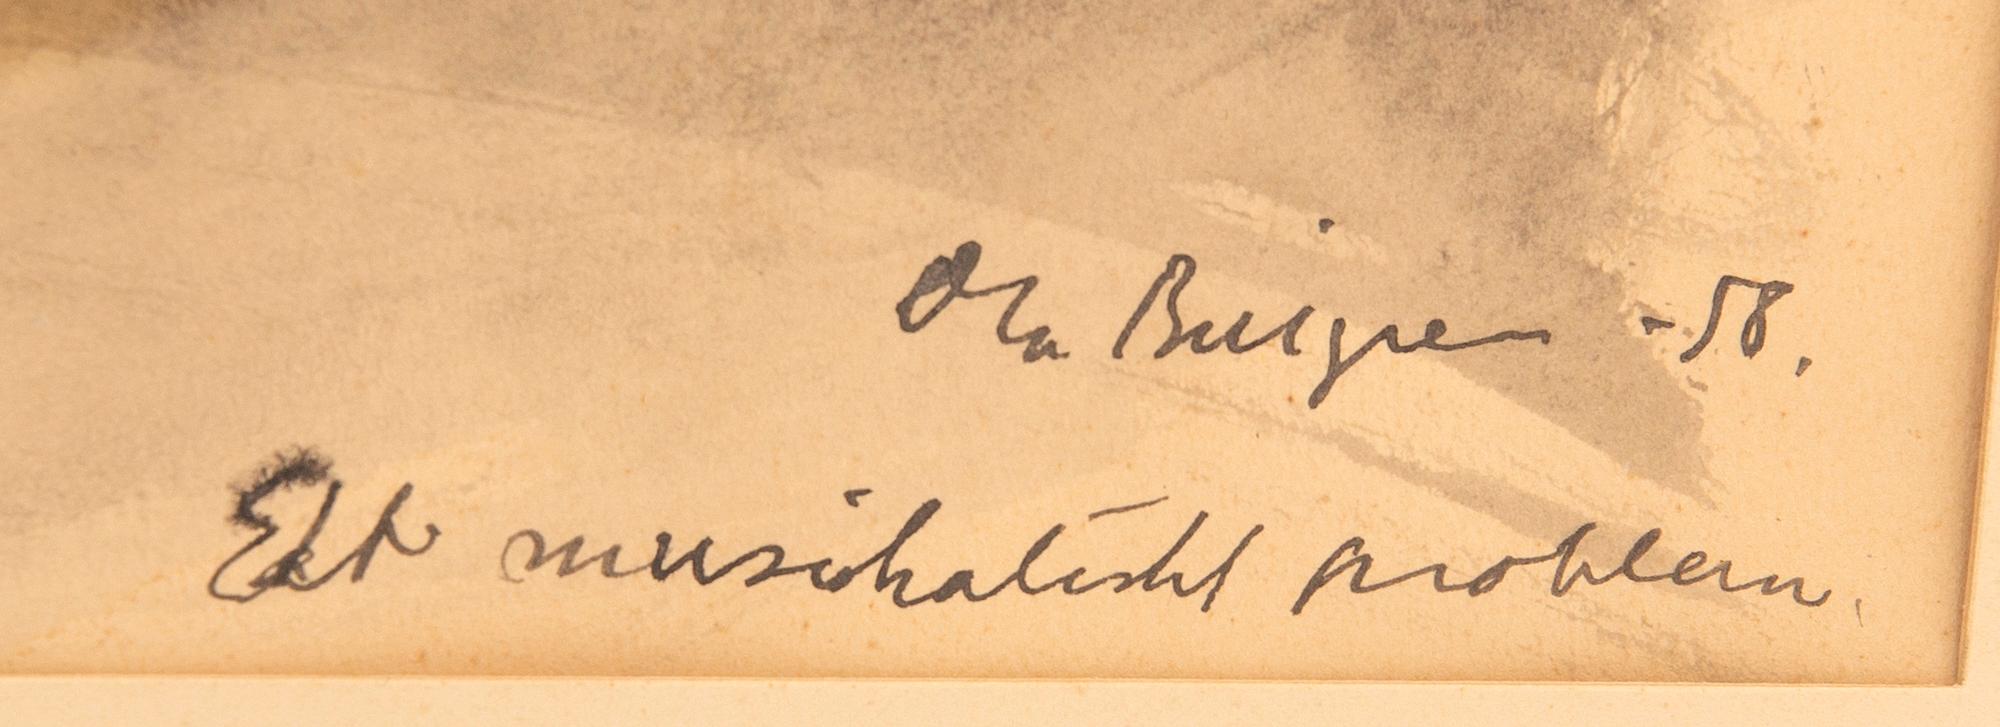 Ola Billgren -58.
Ett musikaliskt problem.